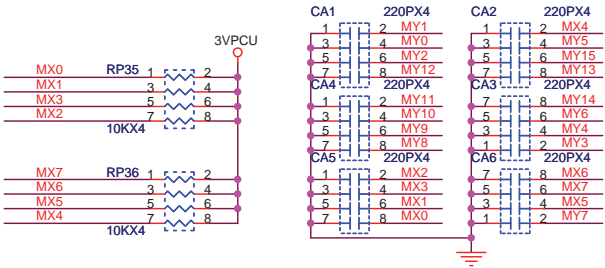 CA1 220PX4 CA2 220PX4
1 2 MY1 1 2 MX4
3VPCU 3 4 MY0 3 4 MY5
5 6 MY2 5 6 MY15
MX0 RP35 1 2 7 8 MY12 7 8 MY13
MX1 3 4 CA4 220PX4 CA3 220PX4
MX3 5 6 1 2 MY11 7 8 MY14
MX2 7 8 3 4 MY10 5 6 MY6
10KX4 5 6 MY9 3 4 MY4
7 8 MY8 1 2 MY3
CA5 220PX4 CA6 220PX4
MX7 RP36 1 2 1 2 MX2 7 8 MX6
MX6 3 4 3 4 MX3 5 6 MX7
MX5 5 6 5 6 MX1 3 4 MX5
MX4 7 8 7 8 MX0 1 2 MY7
10KX4